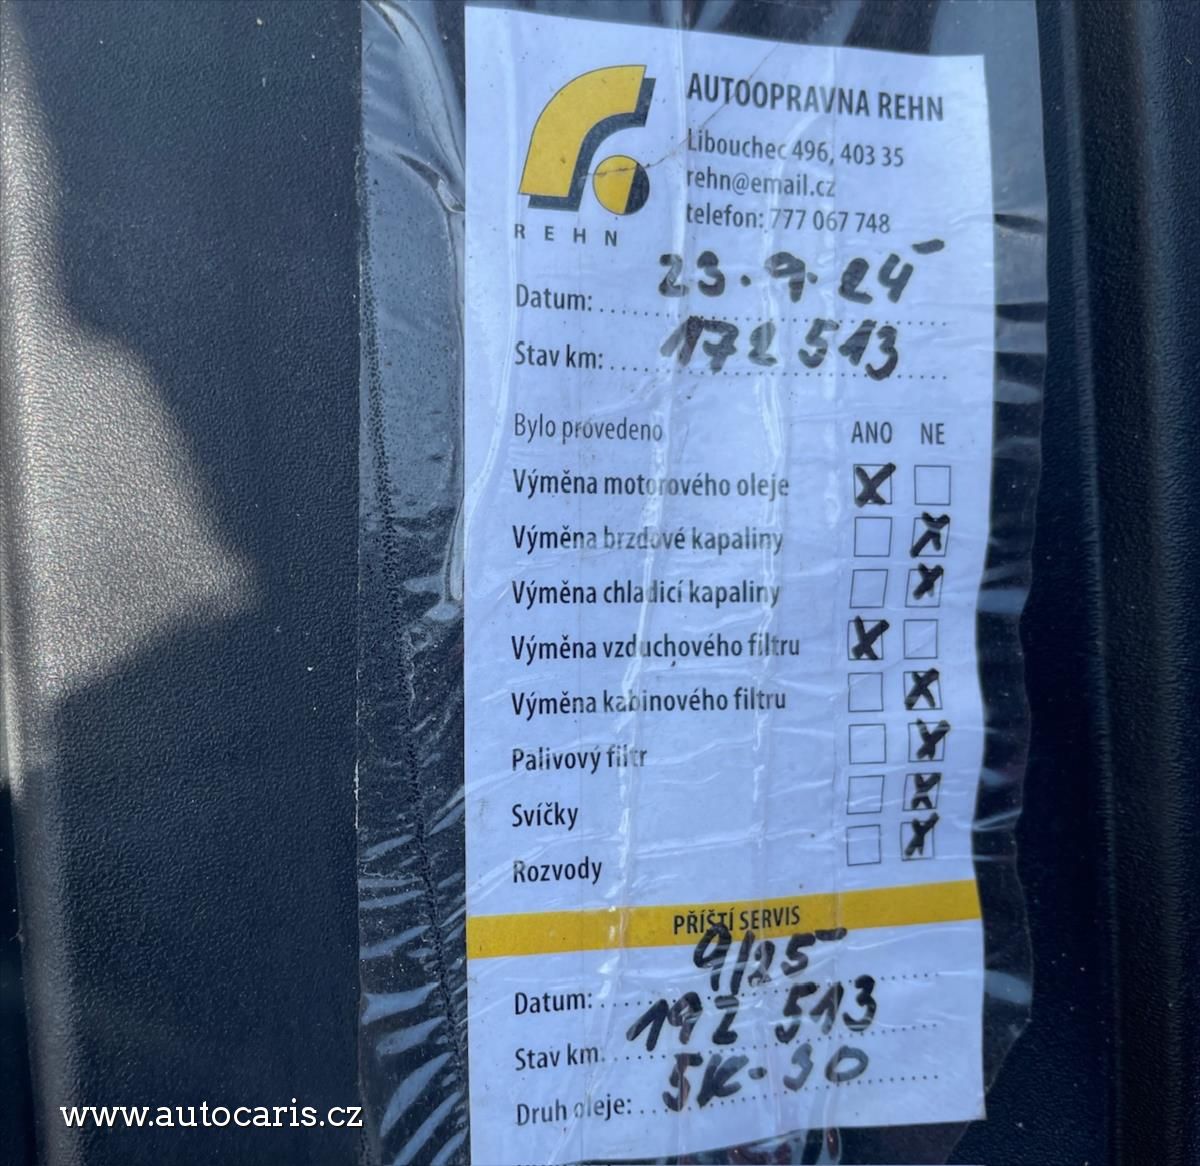 AUTOOPRAVNA REHN
Libouchec 496, 403 35
rehn@email.cz
telefon: 777 067 748
REHN
Datum: 23.9.24
Stav km: 172 513
Bylo provedeno ANO NE
Výměna motorového oleje X
Výměna brzdové kapaliny X
Výměna chladicí kapaliny X
Výměna vzduchového filtru X
Výměna kabinového filtru X
Palivový filtr X
Svíčky X
Rozvody X
PŘÍŠTÍ SERVIS
Datum: 9/25
Stav km: 192 513
Druh oleje: 5W-30
www.autocaris.cz